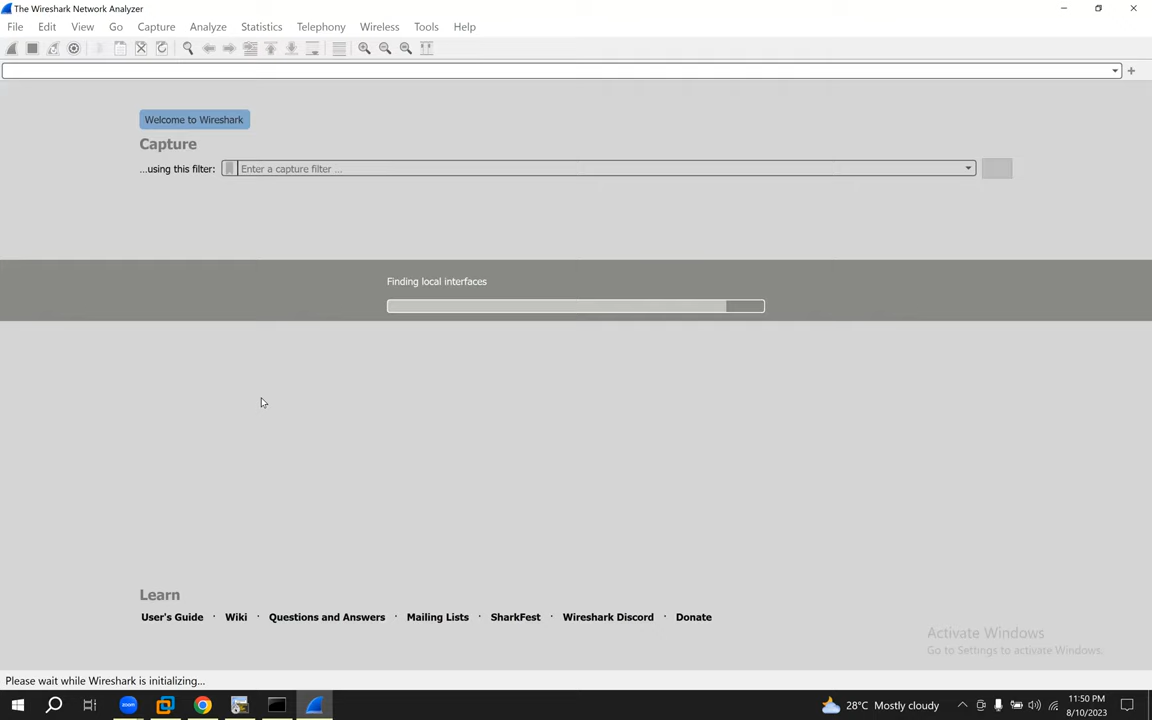 The Wireshark Network Analyzer
File Edit View Go Capture Analyze Statistics Telephony Wireless Tools Help
Welcome to Wireshark
Capture
...using this filter: Enter a capture filter ...
Finding local interfaces
Learn
User's Guide · Wiki · Questions and Answers · Mailing Lists · SharkFest · Wireshark Discord · Donate
Activate Windows
Go to Settings to activate Windows.
Please wait while Wireshark is initializing...
zoom
28°C Mostly cloudy
11:50 PM
8/10/2023